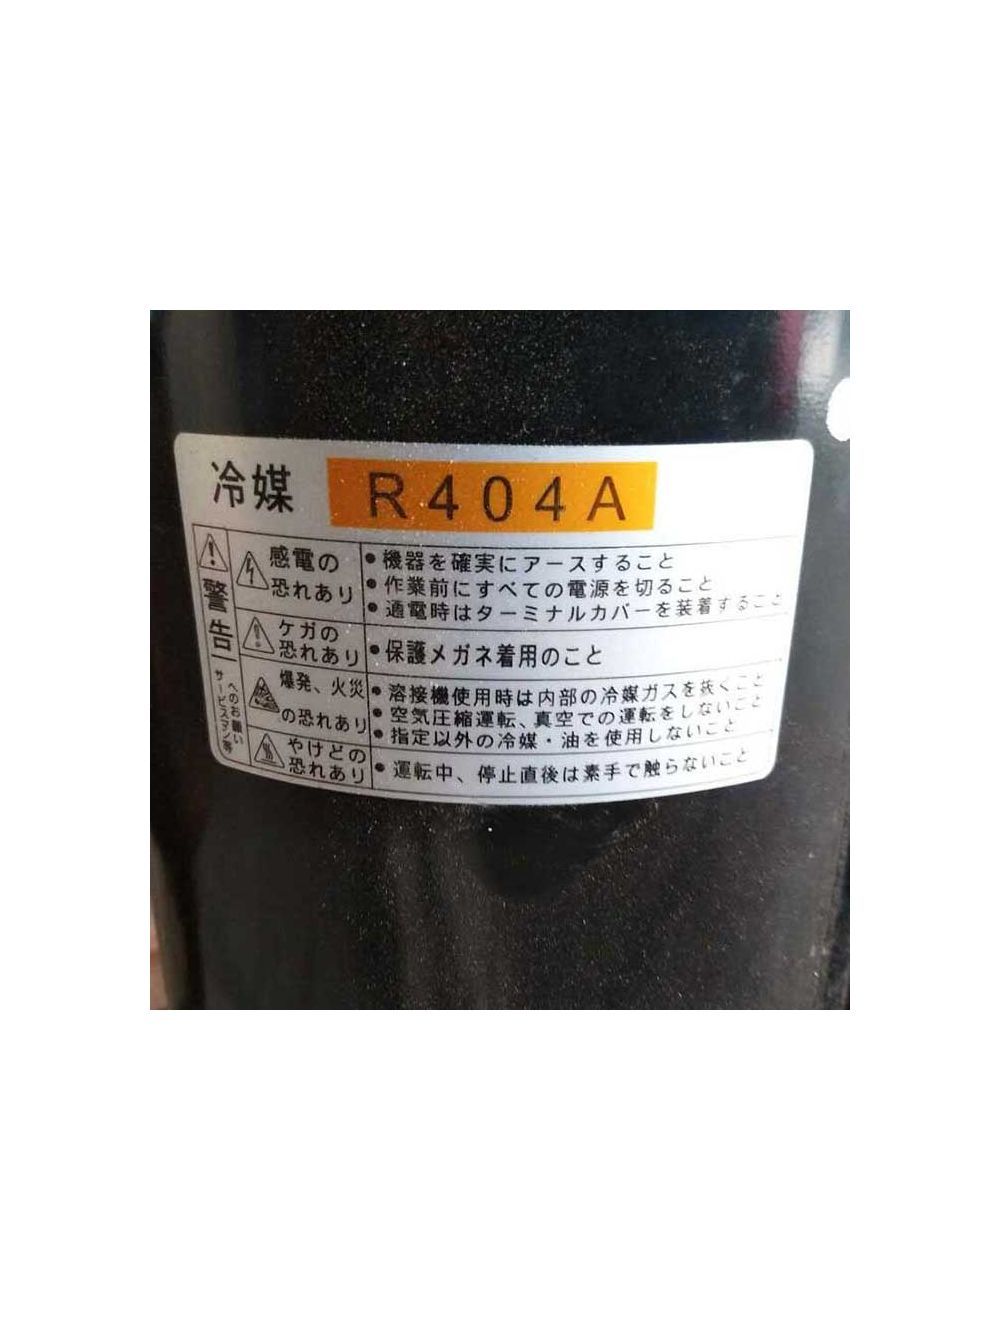 冷媒 R404A
警告
サービスマン等
へのお願い
感電の
恐れあり
・機器を確実にアースすること
・作業前にすべての電源を切ること
・通電時はターミナルカバーを装着すること
ケガの
恐れあり
・保護メガネ着用のこと
爆発、火災
の恐れあり
・溶接機使用時は内部の冷媒ガスを抜くこと
・空気圧縮運転、真空での運転をしないこと
・指定以外の冷媒・油を使用しないこと
やけどの
恐れあり
・運転中、停止直後は素手で触らないこと